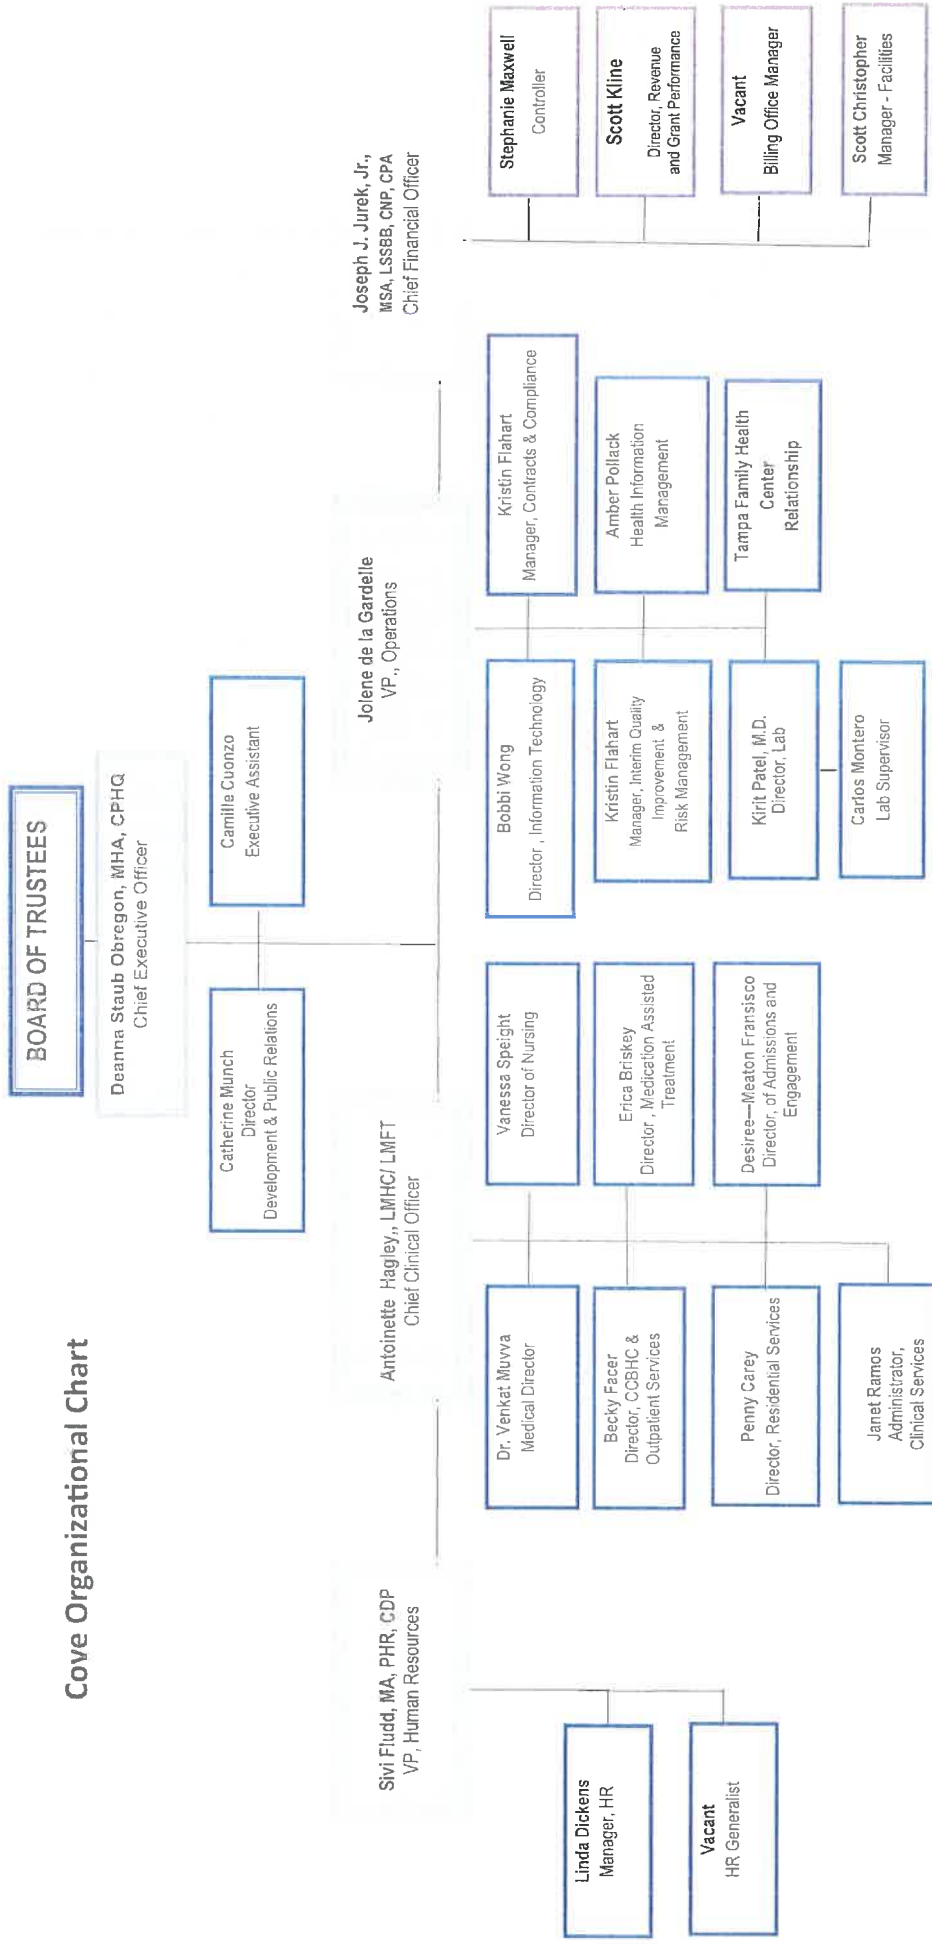 Cove Organizational Chart
BOARD OF TRUSTEES
Deanna Staub Obregon, MHA, CPHQ
Chief Executive Officer
Catherine Munch
Director
Development & Public Relations
Camille Cuonzo
Executive Assistant
Sivi Fludd, MA, PHR, CDP
VP, Human Resources
Antoinette Hagley,, LMHC/ LMFT
Chief Clinical Officer
Jolene de la Gardelle
VP., Operations
Joseph J. Jurek, Jr.,
MSA, LSSBB, CNP, CPA
Chief Financial Officer
Linda Dickens
Manager, HR
Vacant
HR Generalist
Dr. Venkat Muvva
Medical Director
Vanessa Speight
Director of Nursing
Becky Facer
Director, CCBHC &
Outpatient Services
Erica Briskey
Director , Medication Assisted
Treatment
Penny Carey
Director, Residential Services
Desiree—Meaton Fransisco
Director, of Admissions and
Engagement
Janet Ramos
Administrator,
Clinical Services
Bobbi Wong
Director , Information Technology
Kristin Flahart
Manager, Contracts & Compliance
Kristin Flahart
Manager, Interim Quality
Improvement &
Risk Management
Amber Pollack
Health Information
Management
Kirit Patel, M.D.
Director, Lab
Tampa Family Health
Center
Relationship
Carlos Montero
Lab Supervisor
Stephanie Maxwell
Controller
Scott Kline
Director, Revenue
and Grant Performance
Vacant
Billing Office Manager
Scott Christopher
Manager - Facilities